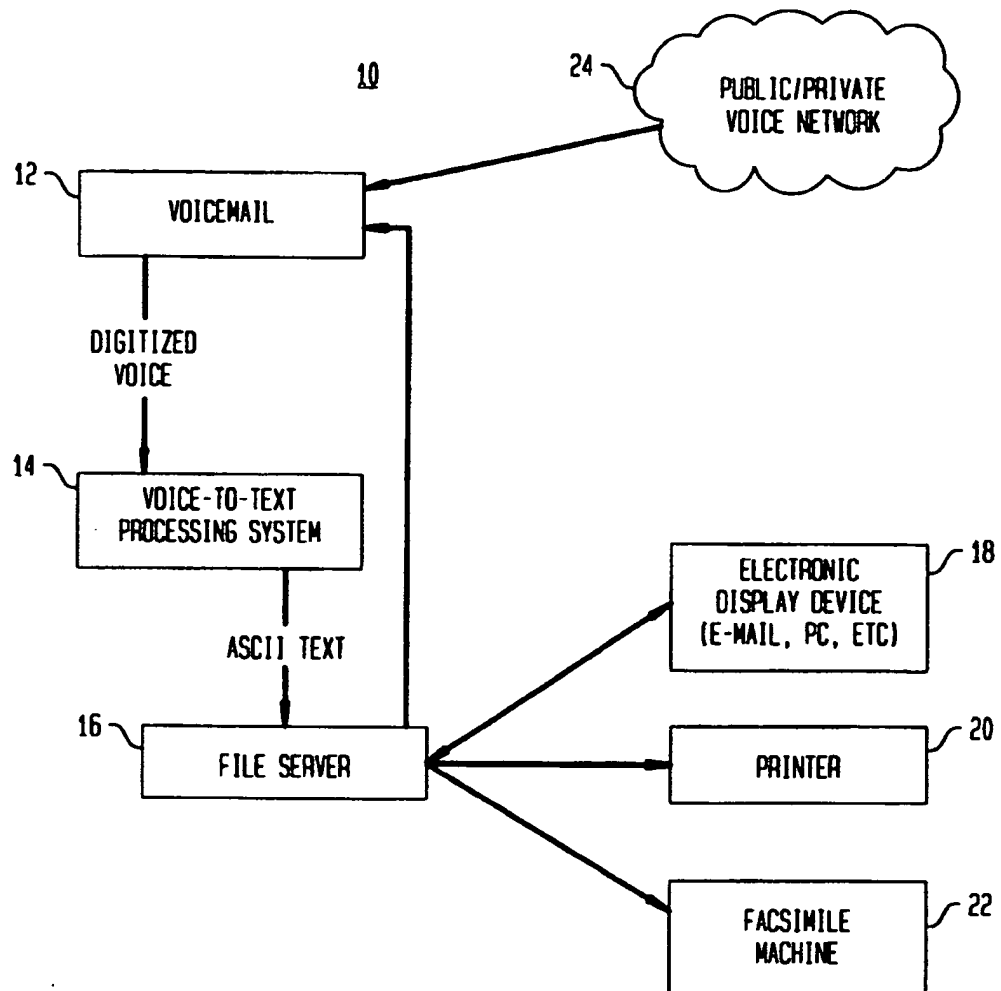 10
24
PUBLIC/PRIVATE
VOICE NETWORK
12
VOICEMAIL
DIGITIZED
VOICE
14
VOICE-TO-TEXT
PROCESSING SYSTEM
18
ELECTRONIC
DISPLAY DEVICE
(E-MAIL, PC, ETC)
ASCII TEXT
16
FILE SERVER
20
PRINTER
22
FACSIMILE
MACHINE